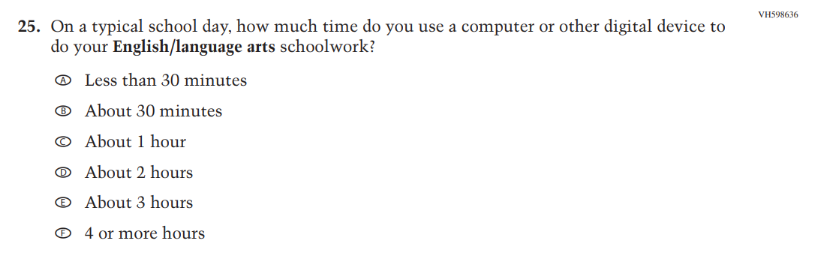 VH598636
25. On a typical school day, how much time do you use a computer or other digital device to
do your English/language arts schoolwork?
Ⓐ Less than 30 minutes
Ⓑ About 30 minutes
Ⓒ About 1 hour
Ⓓ About 2 hours
Ⓔ About 3 hours
Ⓕ 4 or more hours